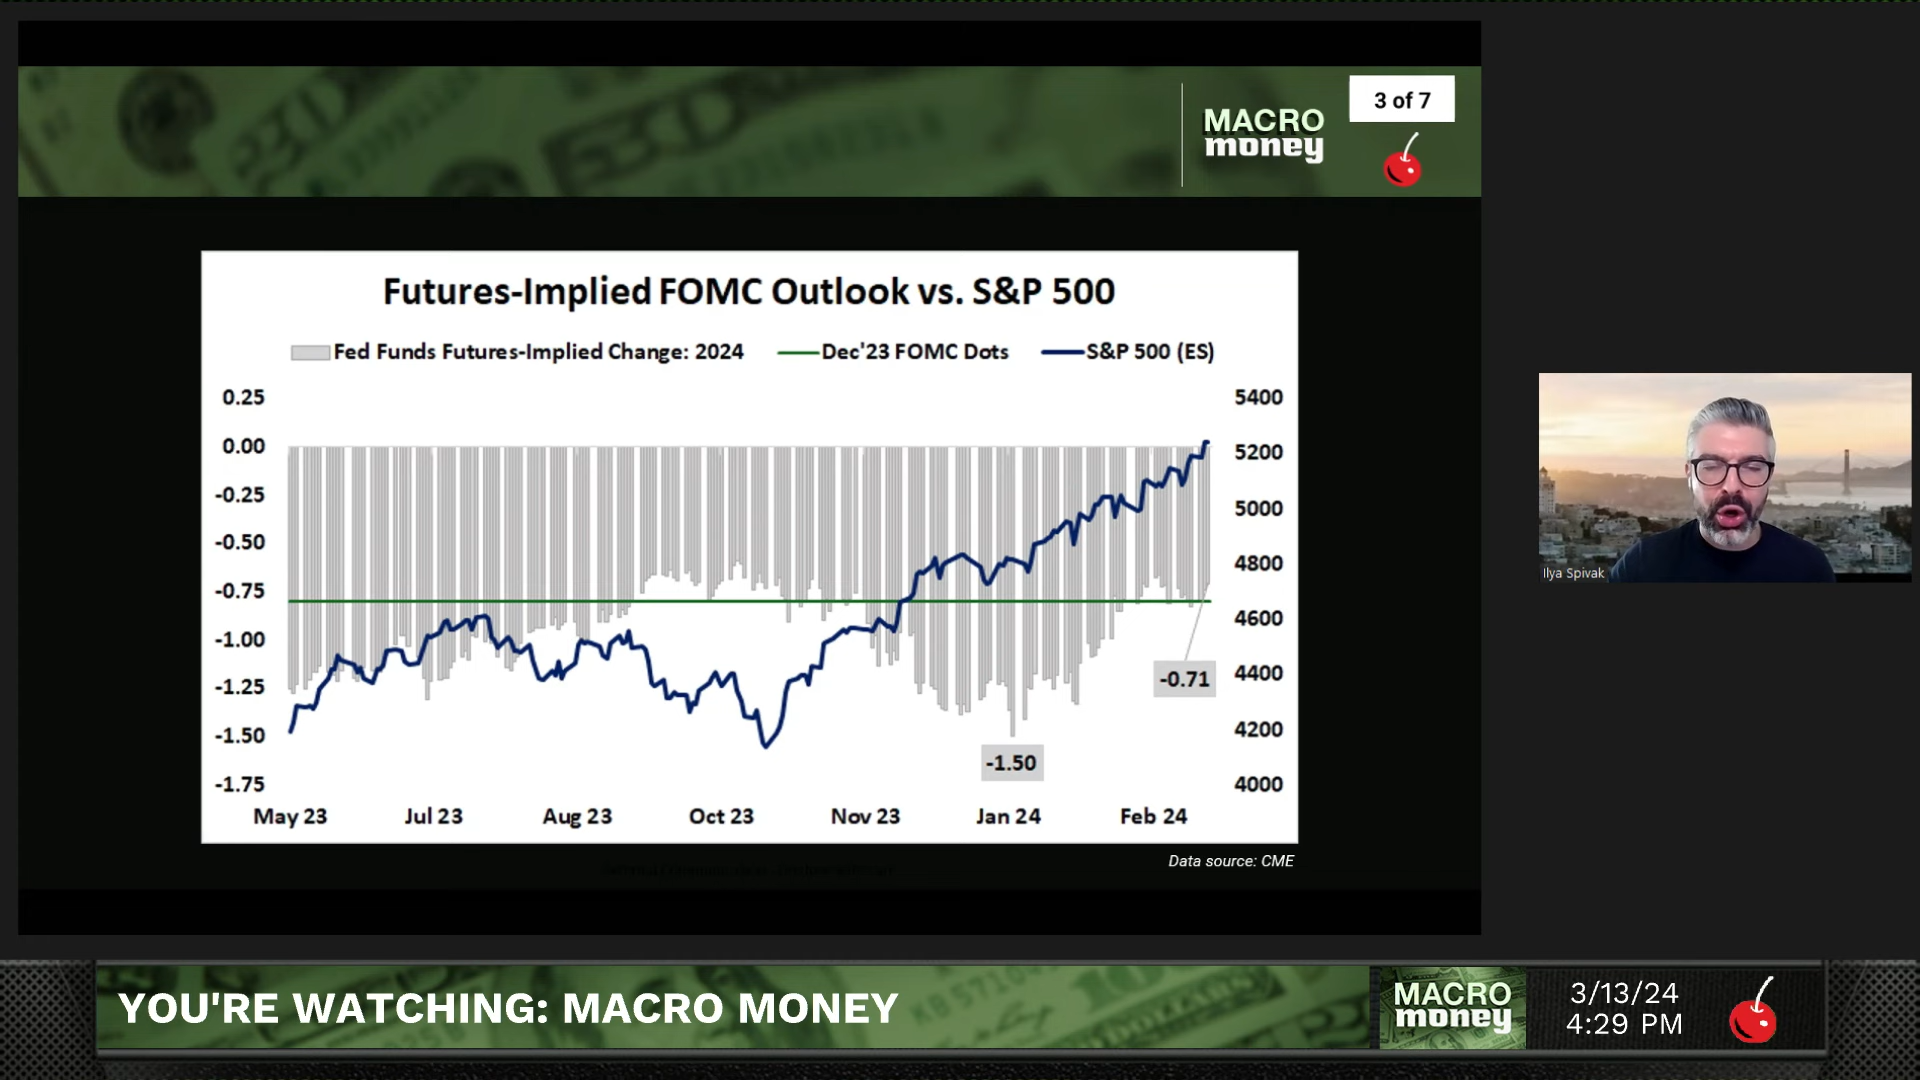 MACRO
money
3 of 7
Futures-Implied FOMC Outlook vs. S&P 500
Fed Funds Futures-Implied Change: 2024 Dec'23 FOMC Dots S&P 500 (ES)
0.25 5400
0.00 5200
-0.25 5000
-0.50 4800
-0.75 4600
-1.00 4400
-1.25 4200
-1.50 4000
-1.75
-0.71
-1.50
May 23 Jul 23 Aug 23 Oct 23 Nov 23 Jan 24 Feb 24
Data source: CME
Ilya Spivak
YOU'RE WATCHING: MACRO MONEY
MACRO
money
3/13/24
4:29 PM